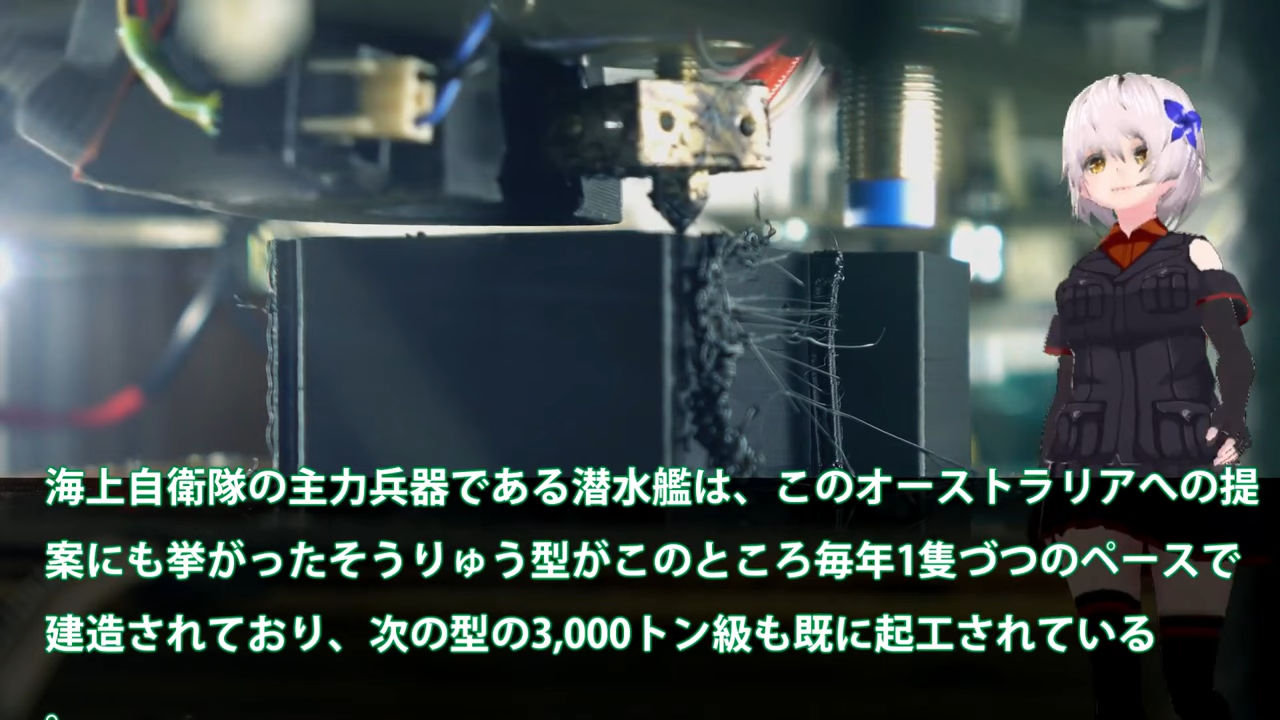 海上自衛隊の主力兵器である潜水艦は、このオーストラリアへの提
案にも挙がったそうりゅう型がこのところ毎年1隻づつのペースで
建造されており、次の型の3,000トン級も既に起工されている
。